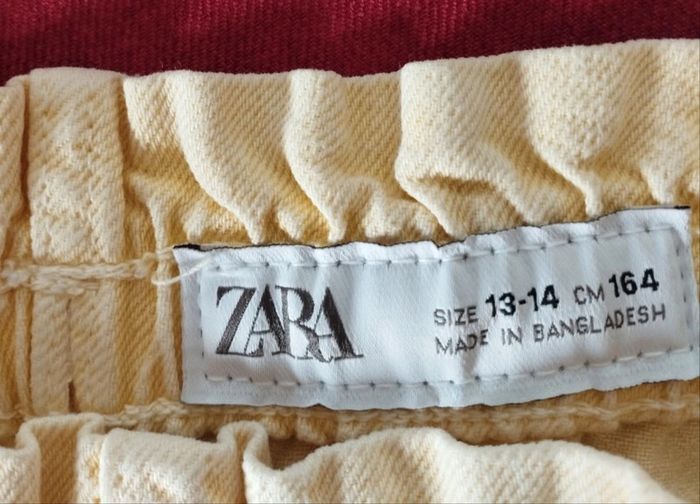 ZARA
SIZE 13-14 CM 164
MADE IN BANGLADESH